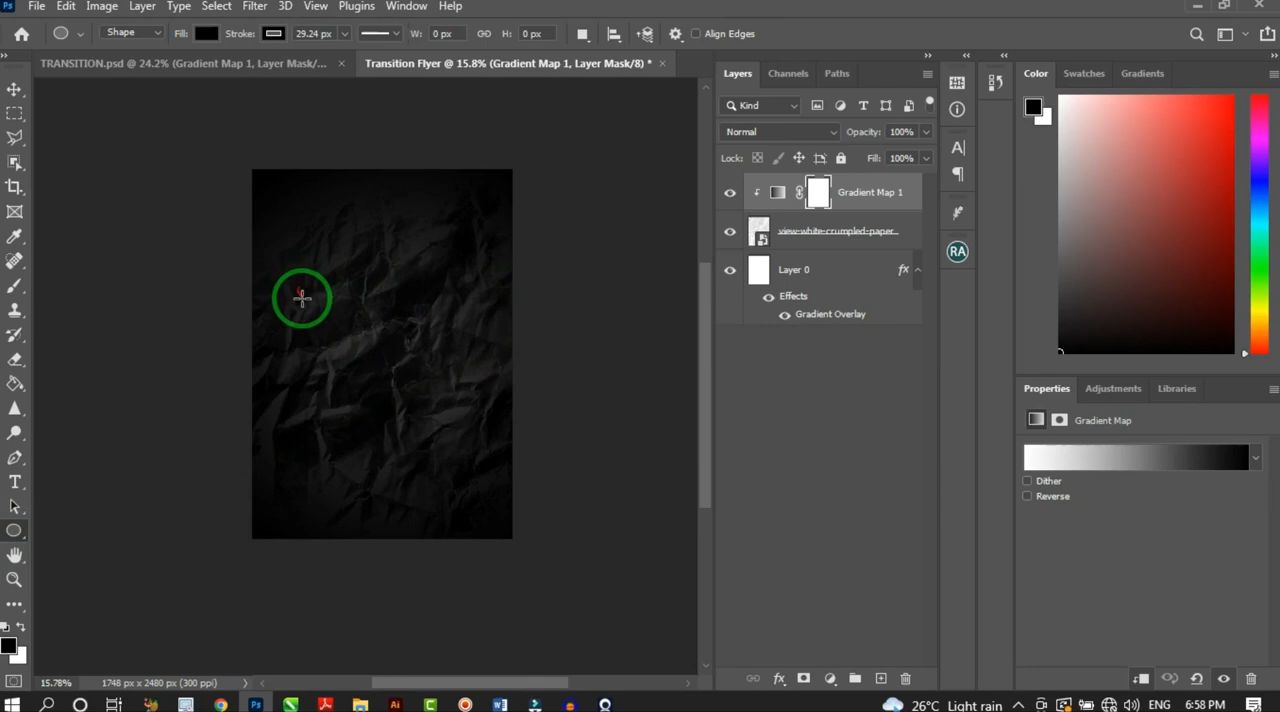 Ps File Edit Image Layer Type Select Filter 3D View Plugins Window Help
Shape Fill: Stroke: 29.24 px W: 0 px H: 0 px Align Edges
TRANSITION.psd @ 24.2% (Gradient Map 1, Layer Mask/... × Transition Flyer @ 15.8% (Gradient Map 1, Layer Mask/8) * ×
Layers Channels Paths
Kind
Normal Opacity: 100%
Lock: Fill: 100%
Gradient Map 1
view-white-crumpled-paper
Layer 0 fx
Effects
Gradient Overlay
RA
Color Swatches Gradients
Properties Adjustments Libraries
Gradient Map
Dither
Reverse
15.78% 1748 px x 2480 px (300 ppi)
26°C Light rain ENG 6:58 PM